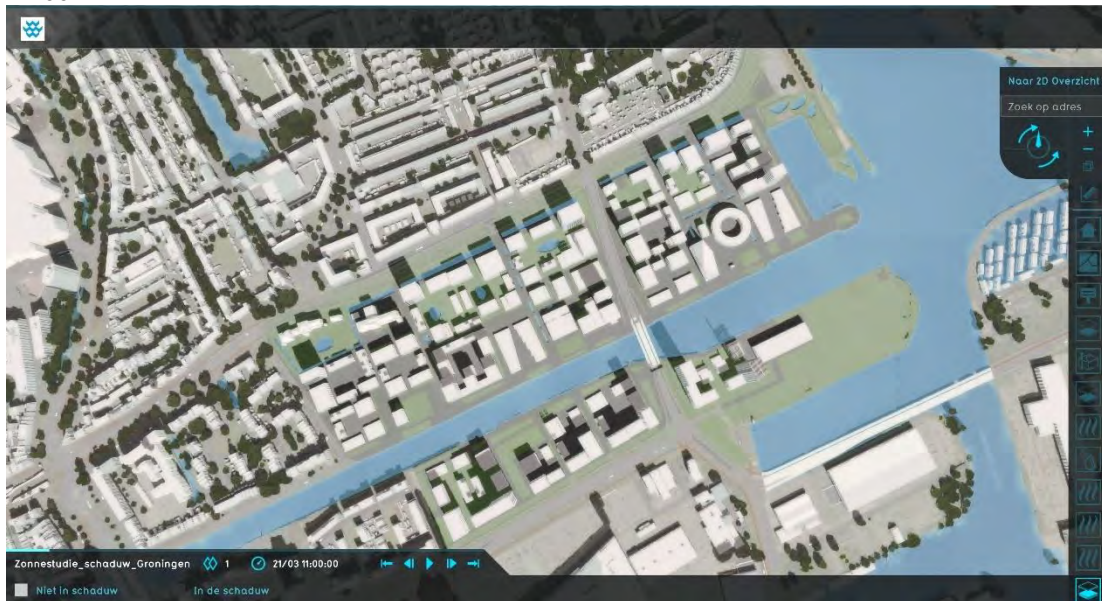 Naar 2D Overzicht
Zoek op adres
+
-
Zonnestudie_schaduw_Groningen 1 21/03 11:00:00
Niet in schaduw In de schaduw